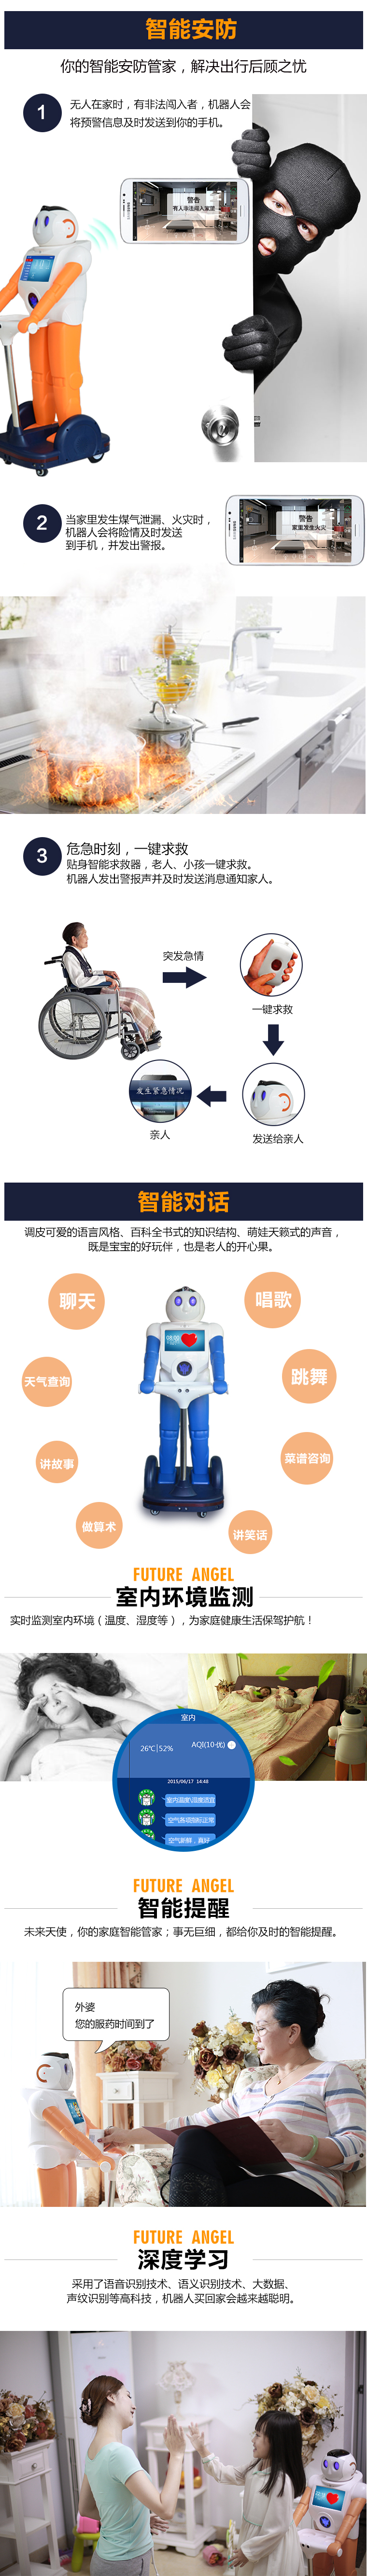 智能安防
你的智能安防管家，解决出行后顾之忧
1
无人在家时，有非法闯入者，机器人会
将预警信息及时发送到你的手机。
警告
有人非法闯入家里
2
当家里发生煤气泄漏、火灾时，
机器人会将险情及时发送
到手机，并发出警报。
警告
家里发生火灾
3
危急时刻，一键求救
贴身智能求救器，老人、小孩一键求救。
机器人发出警报声并及时发送消息通知家人。
突发急情
一键求救
发生紧急情况
亲人
发送给亲人
智能对话
调皮可爱的语言风格、百科全书式的知识结构、萌娃天籁式的声音，
既是宝宝的好玩伴，也是老人的开心果。
聊天
唱歌
天气查询
跳舞
08:00
讲故事
菜谱咨询
做算术
讲笑话
FUTURE ANGEL
室内环境监测
实时监测室内环境（温度、湿度等），为家庭健康生活保驾护航！
室内
26℃|52%
AQI(10-优)
2015/06/17 14:48
室内温度\湿度适宜
空气各项指标正常
空气新鲜，真好
FUTURE ANGEL
智能提醒
未来天使，你的家庭智能管家；事无巨细，都给你及时的智能提醒。
外婆
您的服药时间到了
FUTURE ANGEL
深度学习
采用了语音识别技术、语义识别技术、大数据、
声纹识别等高科技，机器人买回家会越来越聪明。